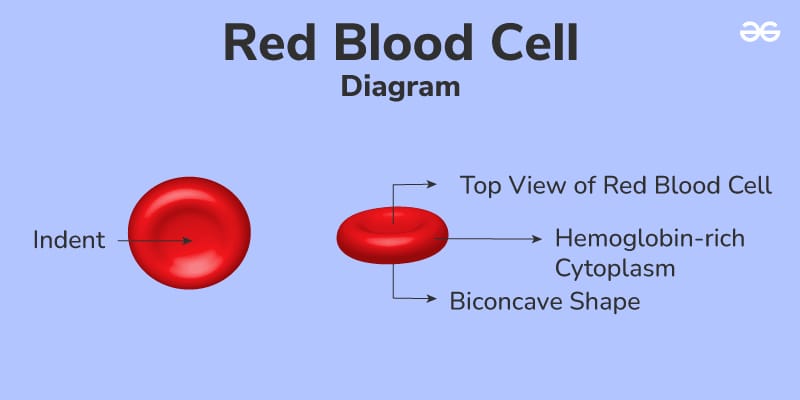 Red Blood Cell
Diagram
Top View of Red Blood Cell
Indent
Hemoglobin-rich
Cytoplasm
Biconcave Shape